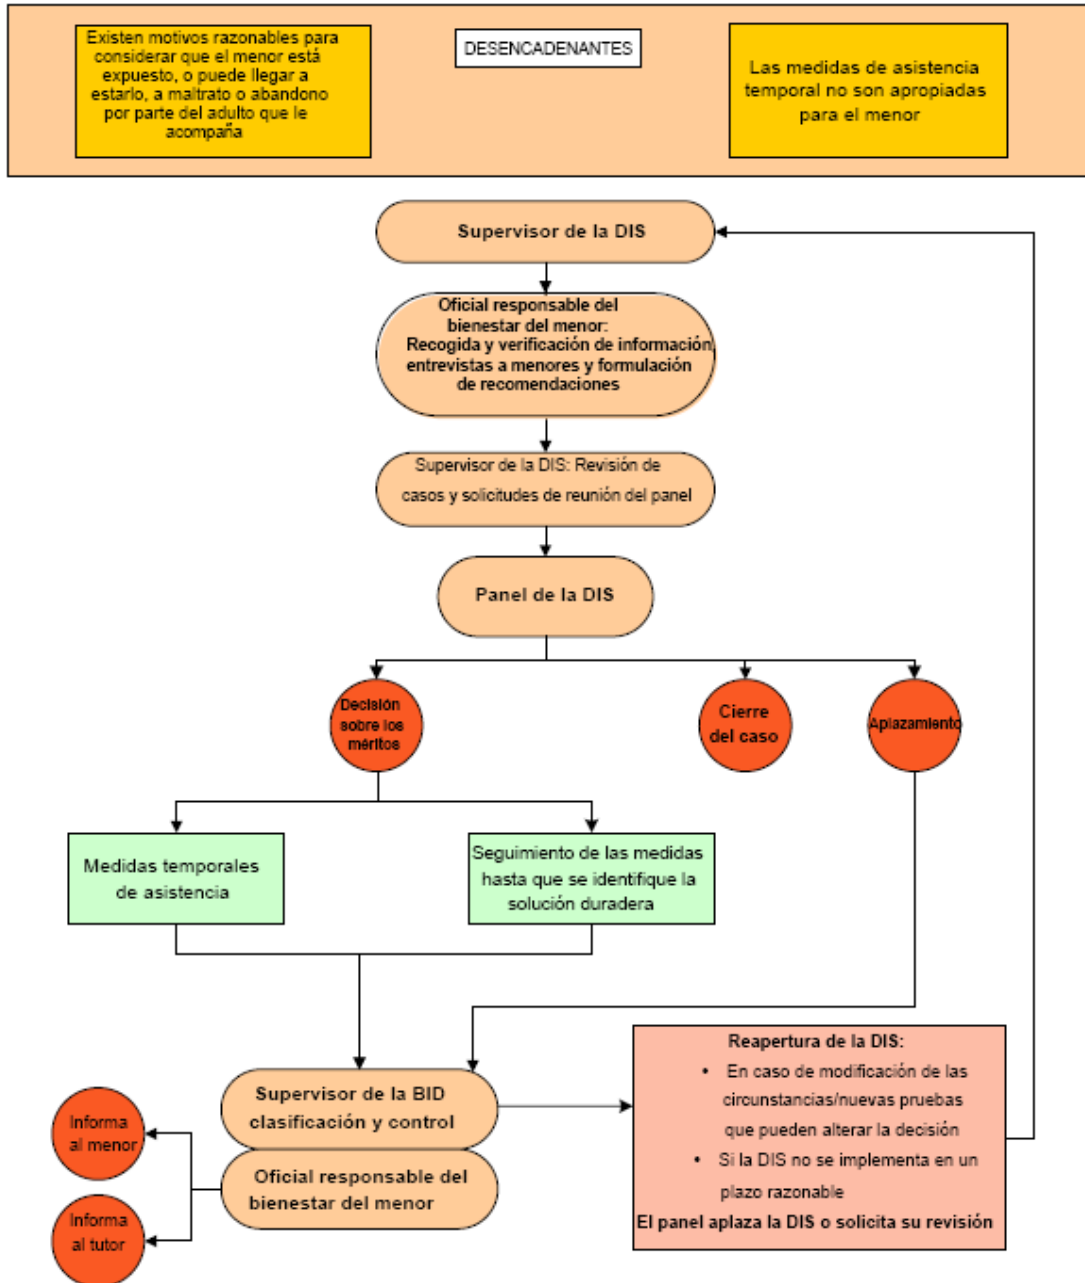 Existen motivos razonables para
considerar que el menor está
expuesto, o puede llegar a
estarlo, a maltrato o abandono
por parte del adulto que le
acompaña
DESENCADENANTES
Las medidas de asistencia
temporal no son apropiadas
para el menor
Supervisor de la DIS
Oficial responsable del
bienestar del menor:
Recogida y verificación de información,
entrevistas a menores y formulación
de recomendaciones
Supervisor de la DIS: Revisión de
casos y solicitudes de reunión del panel
Panel de la DIS
Decisión
sobre los
méritos
Cierre
del caso
Aplazamiento
Medidas temporales
de asistencia
Seguimiento de las medidas
hasta que se identifique la
solución duradera
Supervisor de la BID
clasificación y control
Oficial responsable del
bienestar del menor
Informa
al menor
Informa
al tutor
Reapertura de la DIS:
• En caso de modificación de las
circunstancias/nuevas pruebas
que pueden alterar la decisión
• Si la DIS no se implementa en un
plazo razonable
El panel aplaza la DIS o solicita su revisión